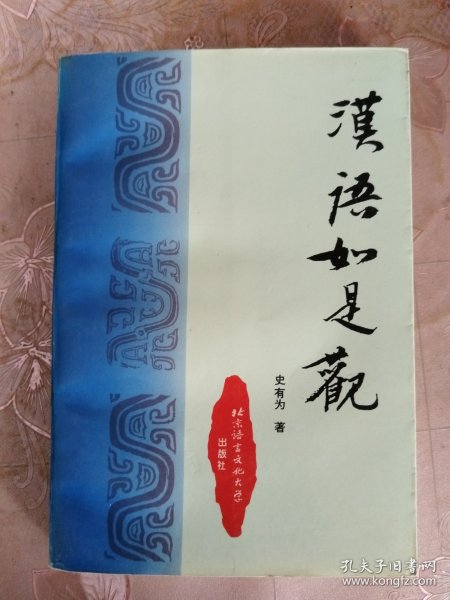 漢語如是觀
史有为 著
北京语言文化大学
出版社
孔夫子旧书网
www.kongfz.com